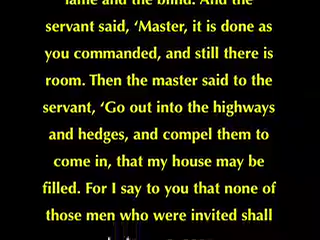 lame and the blind. And the
servant said, ‘Master, it is done as
you commanded, and still there is
room. Then the master said to the
servant, ‘Go out into the highways
and hedges, and compel them to
come in, that my house may be
filled. For I say to you that none of
those men who were invited shall